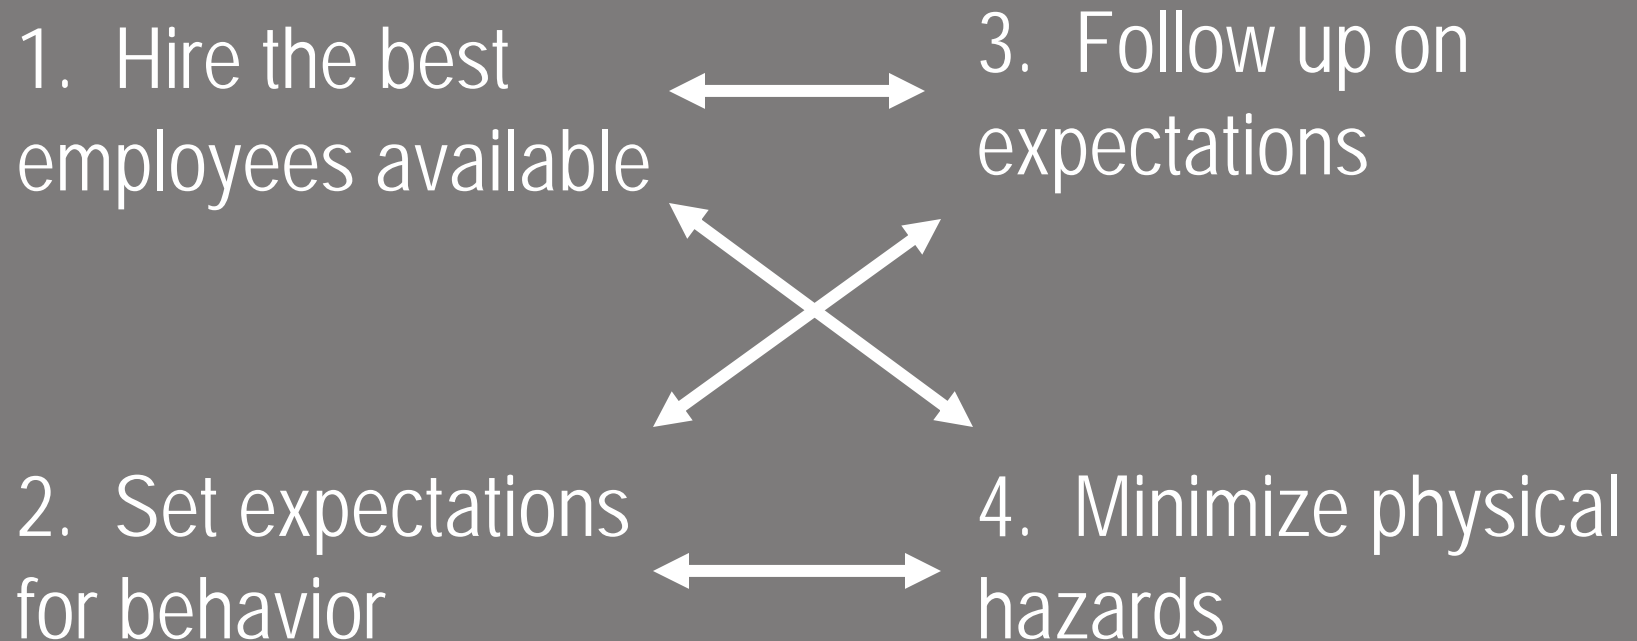 1. Hire the best
employees available
3. Follow up on
expectations
2. Set expectations
for behavior
4. Minimize physical
hazards